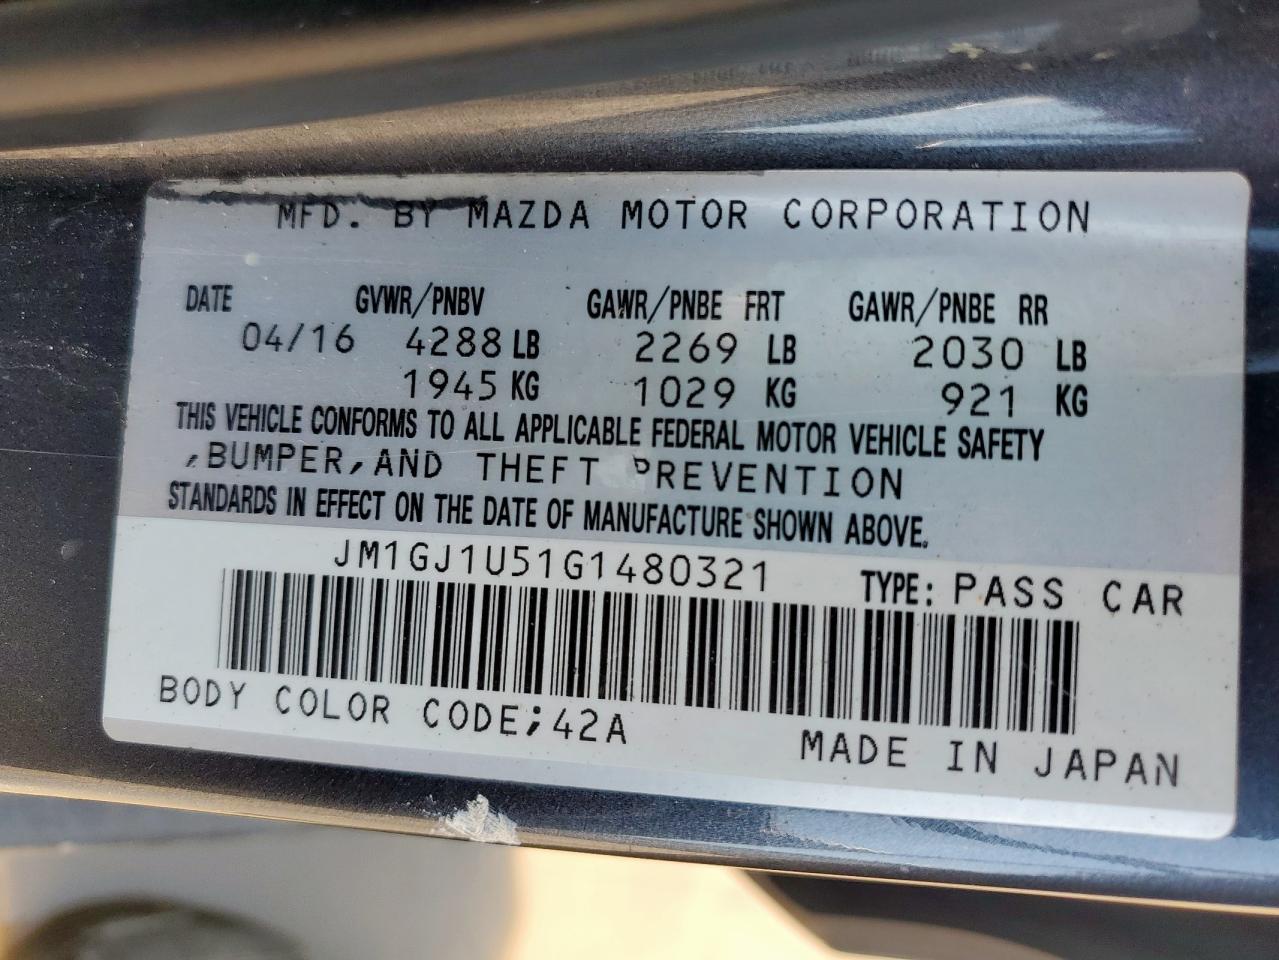 MFD. BY MAZDA MOTOR CORPORATION
DATE GVWR/PNBV GAWR/PNBE FRT GAWR/PNBE RR
04/16 4288 LB 2269 LB 2030 LB
1945 KG 1029 KG 921 KG
THIS VEHICLE CONFORMS TO ALL APPLICABLE FEDERAL MOTOR VEHICLE SAFETY
,BUMPER,AND THEFT PREVENTION
STANDARDS IN EFFECT ON THE DATE OF MANUFACTURE SHOWN ABOVE.
JM1GJ1U51G1480321 TYPE: PASS CAR
BODY COLOR CODE;42A
MADE IN JAPAN